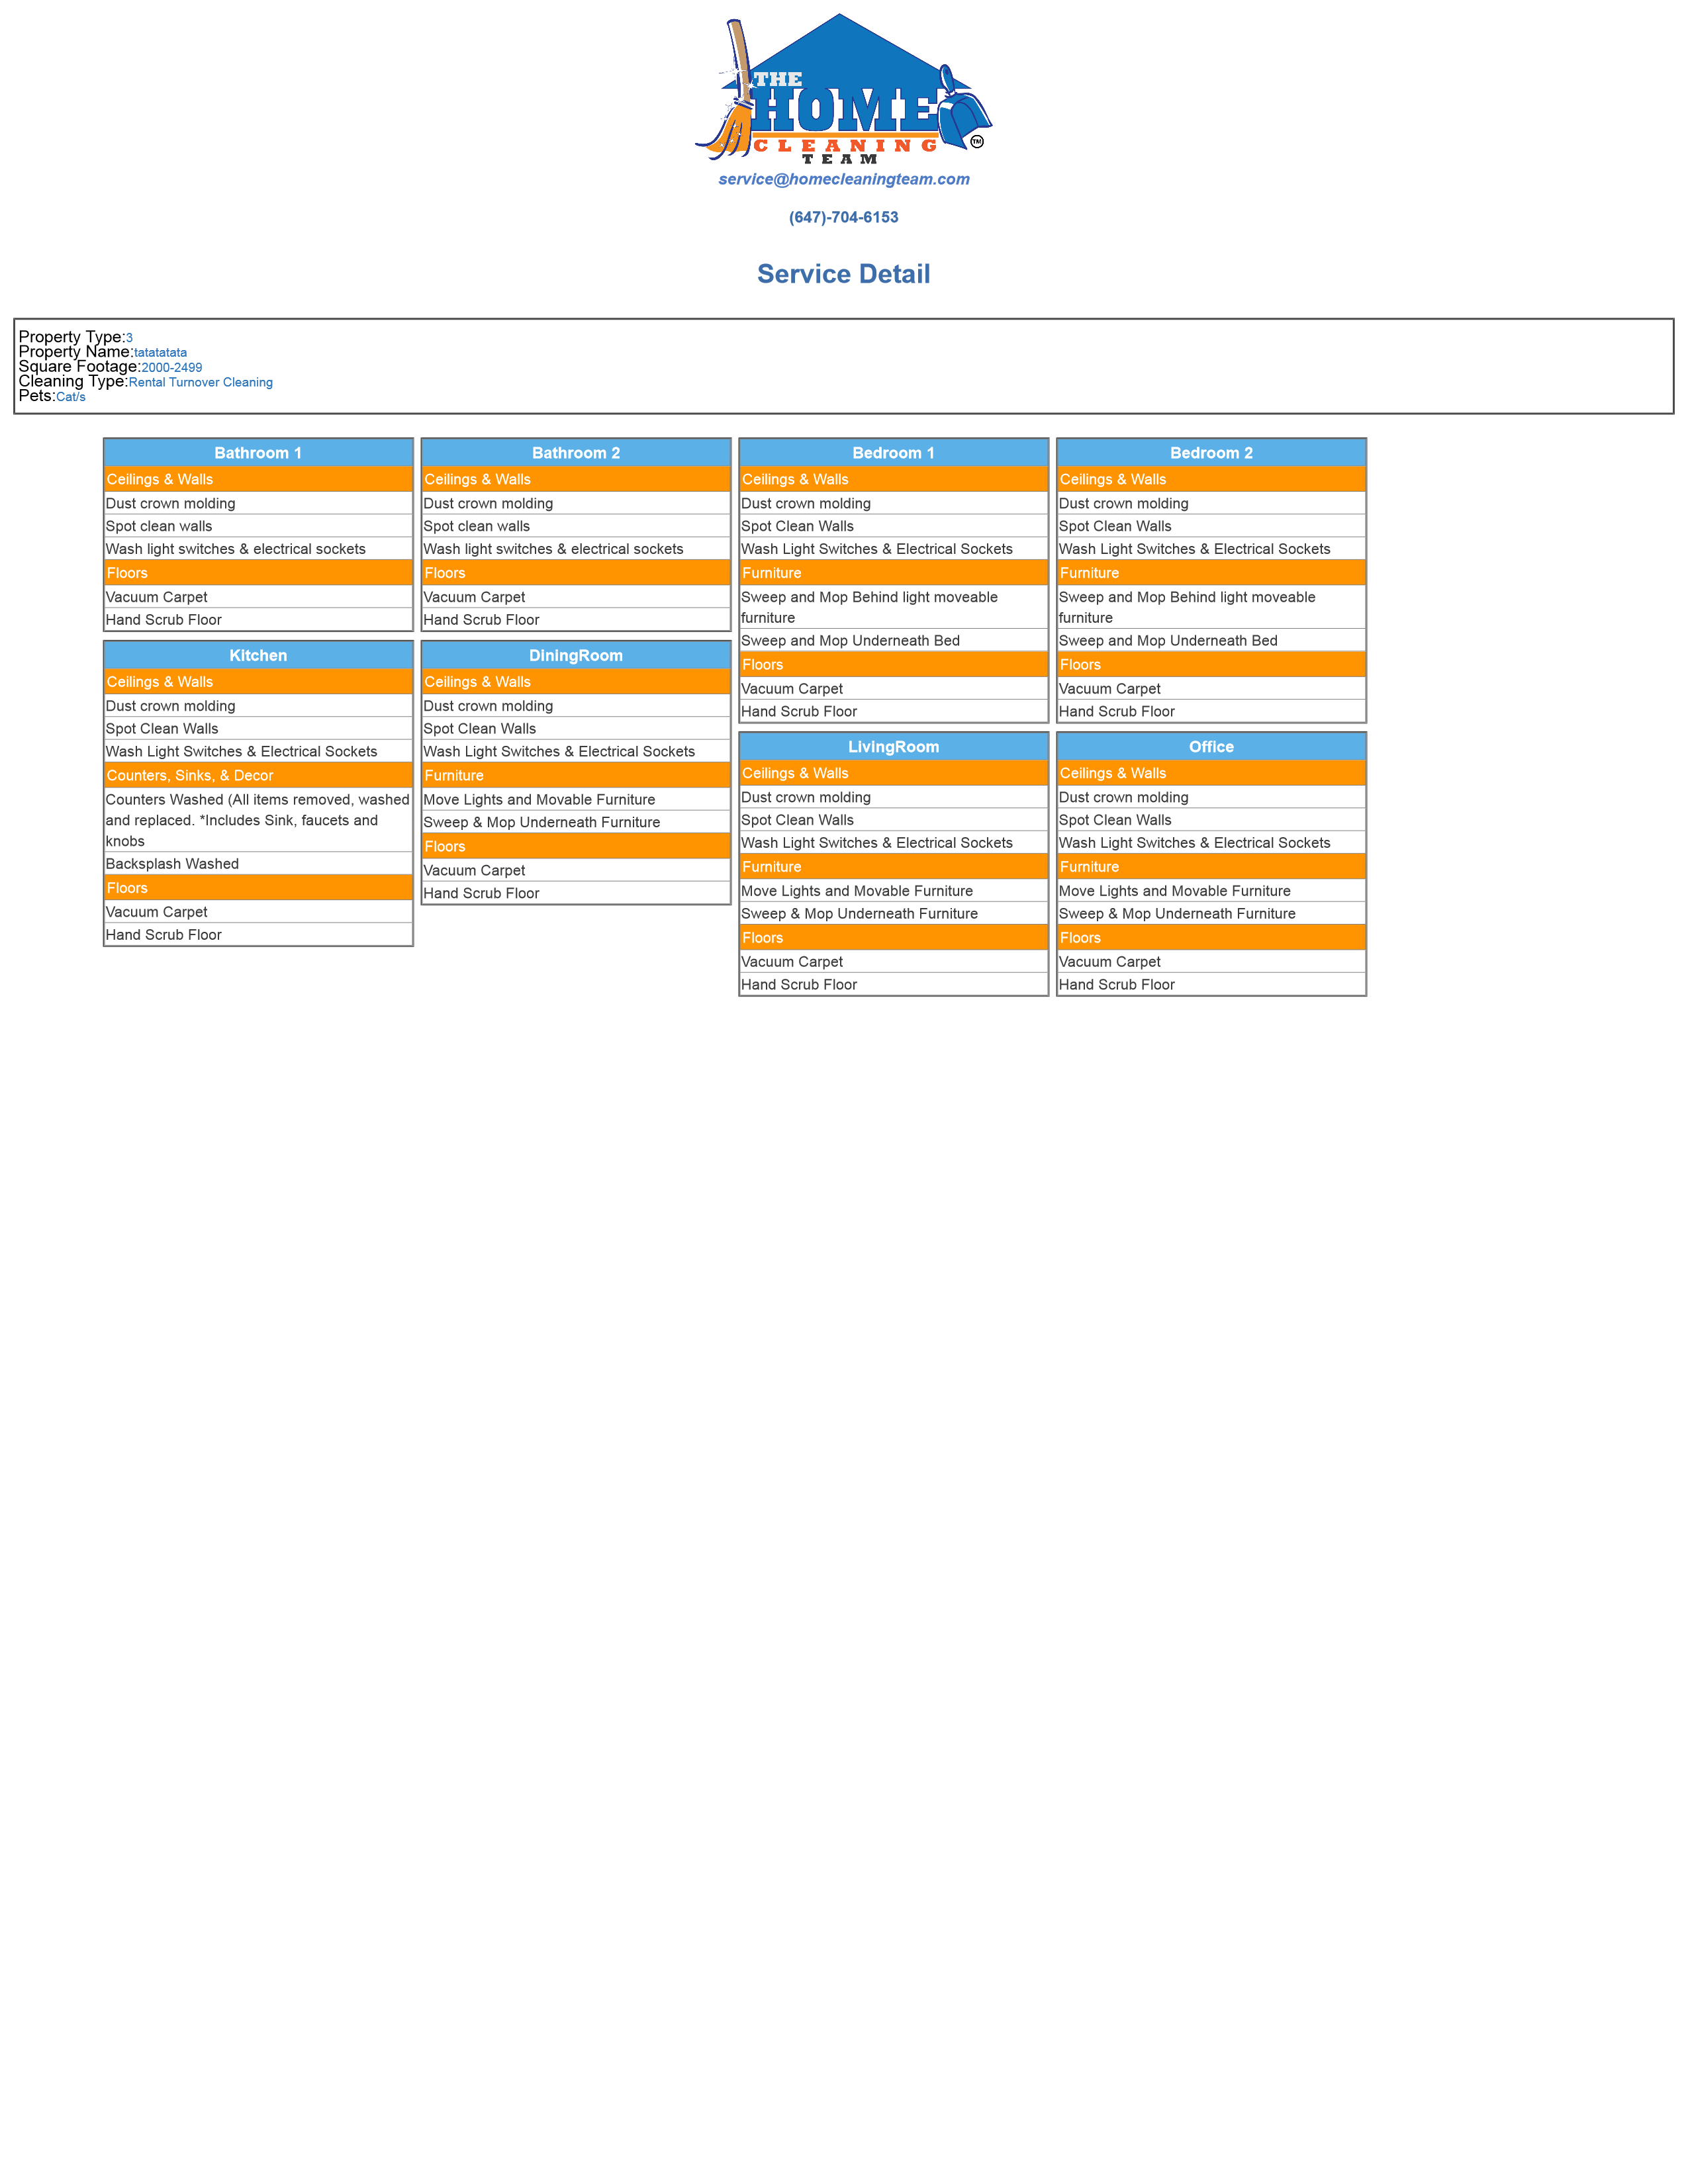 THE
HOME
CLEANING
TEAM
TM
service@homecleaningteam.com
(647)-704-6153
Service Detail
Property Type:3
Property Name:tatatatata
Square Footage:2000-2499
Cleaning Type:Rental Turnover Cleaning
Pets:Cat/s
Bathroom 1
Ceilings & Walls
Dust crown molding
Spot clean walls
Wash light switches & electrical sockets
Floors
Vacuum Carpet
Hand Scrub Floor
Bathroom 2
Ceilings & Walls
Dust crown molding
Spot clean walls
Wash light switches & electrical sockets
Floors
Vacuum Carpet
Hand Scrub Floor
Bedroom 1
Ceilings & Walls
Dust crown molding
Spot Clean Walls
Wash Light Switches & Electrical Sockets
Furniture
Sweep and Mop Behind light moveable
furniture
Sweep and Mop Underneath Bed
Floors
Vacuum Carpet
Hand Scrub Floor
Bedroom 2
Ceilings & Walls
Dust crown molding
Spot Clean Walls
Wash Light Switches & Electrical Sockets
Furniture
Sweep and Mop Behind light moveable
furniture
Sweep and Mop Underneath Bed
Floors
Vacuum Carpet
Hand Scrub Floor
Kitchen
Ceilings & Walls
Dust crown molding
Spot Clean Walls
Wash Light Switches & Electrical Sockets
Counters, Sinks, & Decor
Counters Washed (All items removed, washed
and replaced. *Includes Sink, faucets and
knobs
Backsplash Washed
Floors
Vacuum Carpet
Hand Scrub Floor
DiningRoom
Ceilings & Walls
Dust crown molding
Spot Clean Walls
Wash Light Switches & Electrical Sockets
Furniture
Move Lights and Movable Furniture
Sweep & Mop Underneath Furniture
Floors
Vacuum Carpet
Hand Scrub Floor
LivingRoom
Ceilings & Walls
Dust crown molding
Spot Clean Walls
Wash Light Switches & Electrical Sockets
Furniture
Move Lights and Movable Furniture
Sweep & Mop Underneath Furniture
Floors
Vacuum Carpet
Hand Scrub Floor
Office
Ceilings & Walls
Dust crown molding
Spot Clean Walls
Wash Light Switches & Electrical Sockets
Furniture
Move Lights and Movable Furniture
Sweep & Mop Underneath Furniture
Floors
Vacuum Carpet
Hand Scrub Floor